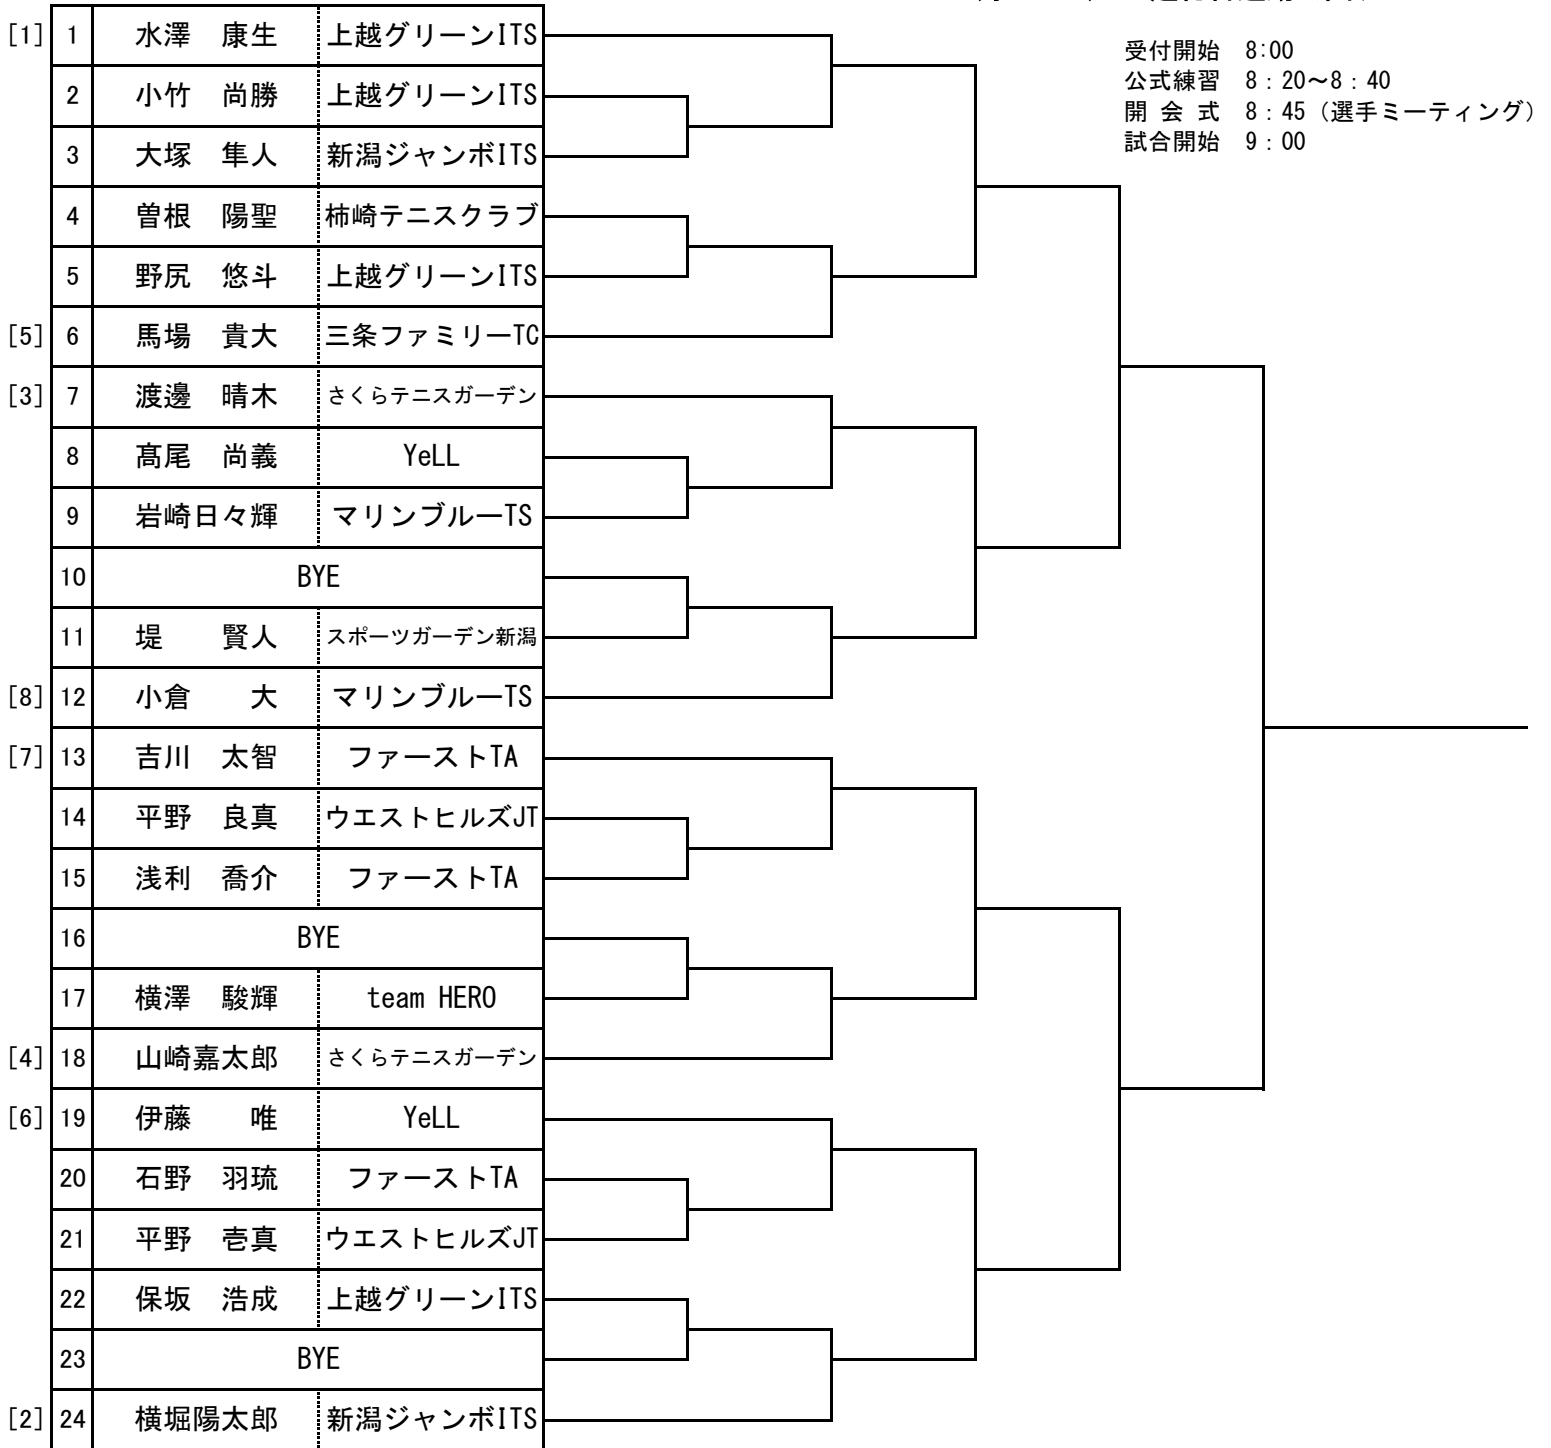 [1] 1 水澤　康生 上越グリーンITS
2 小竹　尚勝 上越グリーンITS
3 大塚　隼人 新潟ジャンボITS
4 曽根　陽聖 柿崎テニスクラブ
5 野尻　悠斗 上越グリーンITS
[5] 6 馬場　貴大 三条ファミリーTC
[3] 7 渡邊　晴木 さくらテニスガーデン
8 髙尾　尚義 YeLL
9 岩崎日々輝 マリンブルーTS
10 BYE
11 堤　　賢人 スポーツガーデン新潟
[8] 12 小倉　　大 マリンブルーTS
[7] 13 吉川　太智 ファーストTA
14 平野　良真 ウエストヒルズJT
15 浅利　喬介 ファーストTA
16 BYE
17 横澤　駿輝 team HERO
[4] 18 山崎嘉太郎 さくらテニスガーデン
[6] 19 伊藤　　唯 YeLL
20 石野　羽琉 ファーストTA
21 平野　壱真 ウエストヒルズJT
22 保坂　浩成 上越グリーンITS
23 BYE
[2] 24 横堀陽太郎 新潟ジャンボITS
受付開始　8:00
公式練習　8：20～8：40
開 会 式　8：45（選手ミーティング）
試合開始　9：00